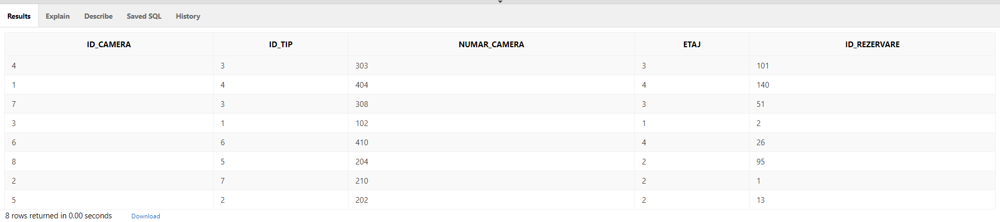 Results Explain Describe Saved SQL History
ID_CAMERA ID_TIP NUMAR_CAMERA ETAJ ID_REZERVARE
4 3 303 3 101
1 4 404 4 140
7 3 308 3 51
3 1 102 1 2
6 6 410 4 26
8 5 204 2 95
2 7 210 2 1
5 2 202 2 13
8 rows returned in 0.00 seconds Download